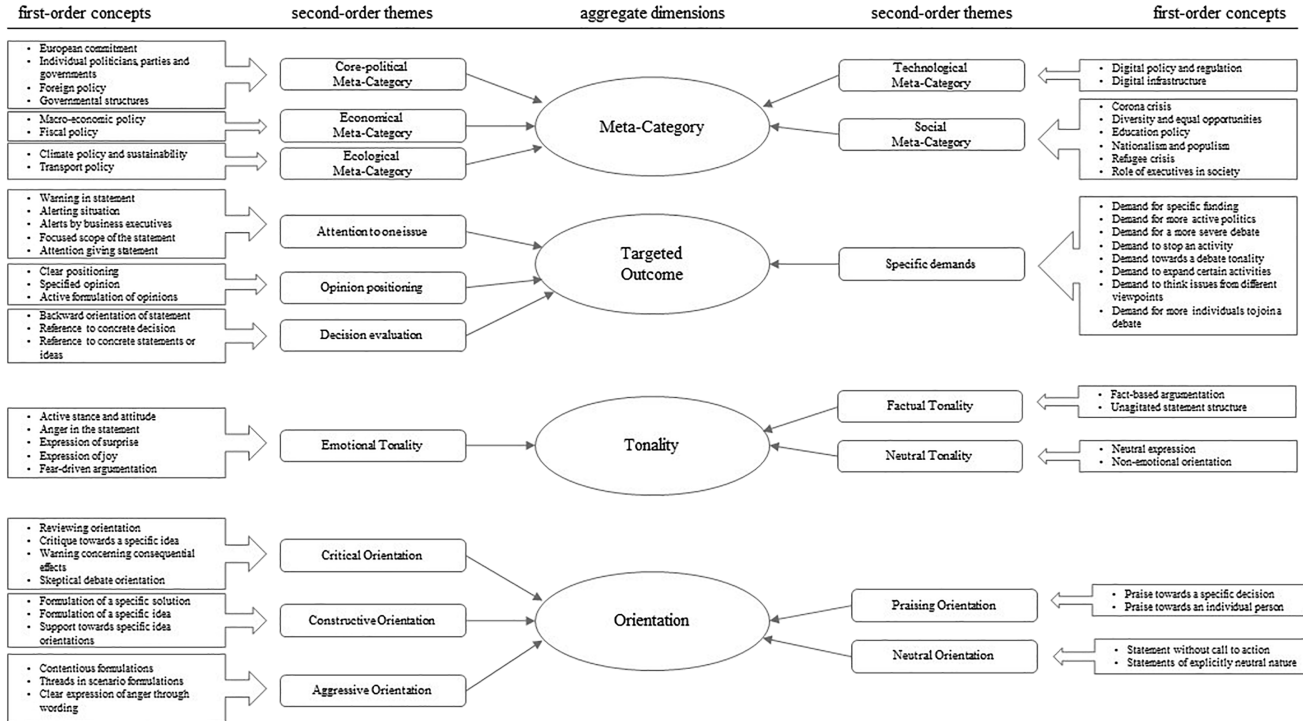 first-order concepts
second-order themes
aggregate dimensions
second-order themes
first-order concepts
• European commitment
• Individual politicians, parties and
governments
• Foreign policy
• Governmental structures
Core-political
Meta-Category
• Macro-economic policy
• Fiscal policy
Economical
Meta-Category
• Climate policy and sustainability
• Transport policy
Ecological
Meta-Category
Meta-Category
Technological
Meta-Category
• Digital policy and regulation
• Digital infrastructure
Social
Meta-Category
• Corona crisis
• Diversity and equal opportunities
• Education policy
• Nationalism and populism
• Refugee crisis
• Role of executives in society
• Warning in statement
• Alerting situation
• Alerts by business executives
• Focused scope of the statement
• Attention giving statement
Attention to one issue
• Clear positioning
• Specified opinion
• Active formulation of opinions
Opinion positioning
• Backward orientation of statement
• Reference to concrete decision
• Reference to concrete statements or
ideas
Decision evaluation
Targeted
Outcome
Specific demands
• Demand for specific funding
• Demand for more active politics
• Demand for a more severe debate
• Demand to stop an activity
• Demand towards a debate tonality
• Demand to expand certain activities
• Demand to think issues from different
viewpoints
• Demand for more individuals to join a
debate
• Active stance and attitude
• Anger in the statement
• Expression of surprise
• Expression of joy
• Fear-driven argumentation
Emotional Tonality
Tonality
Factual Tonality
• Fact-based argumentation
• Unagitated statement structure
Neutral Tonality
• Neutral expression
• Non-emotional orientation
• Reviewing orientation
• Critique towards a specific idea
• Warning concerning consequential
effects
• Skeptical debate orientation
Critical Orientation
• Formulation of a specific solution
• Formulation of a specific idea
• Support towards specific idea
orientations
Constructive Orientation
• Contentious formulations
• Threads in scenario formulations
• Clear expression of anger through
wording
Aggressive Orientation
Orientation
Praising Orientation
• Praise towards a specific decision
• Praise towards an individual person
Neutral Orientation
• Statement without call to action
• Statements of explicitly neutral nature